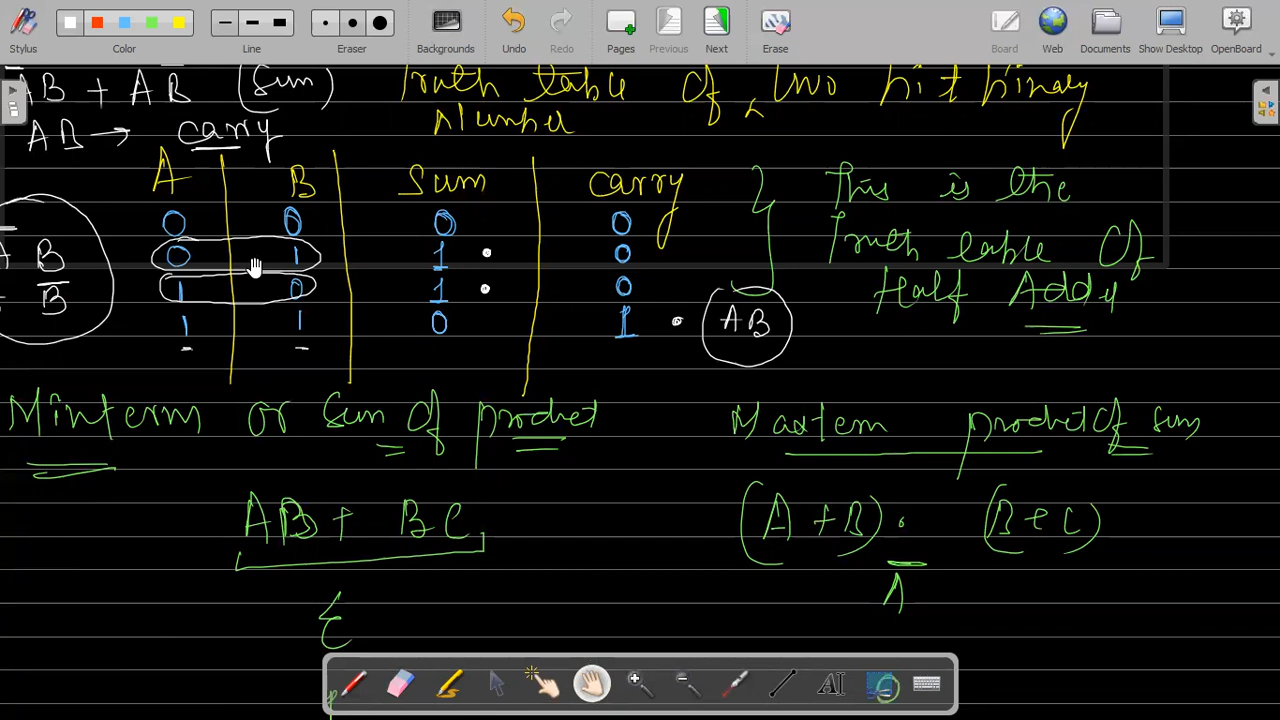 Stylus Color Line Eraser Backgrounds Undo Redo Pages Previous Next Erase Board Web Documents Show Desktop OpenBoard
AB + AB (Sum)
Truth table Of two bit binary
Number
AB → carry
A B Sum carry
0 0 0 0
0 1 1 0
1 0 1 0
1 1 0 1
AB
This is the
Truth table Of
Half Adder
A B
B
Minterm or Sum Of product
Maxtem product Of sum
AB + BC
(A + B) . (B + C)